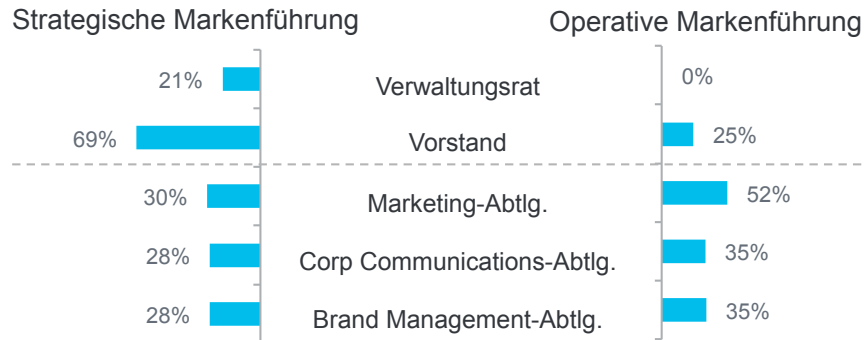 Strategische Markenführung
Operative Markenführung
21% Verwaltungsrat 0%
69% Vorstand 25%
30% Marketing-Abtlg. 52%
28% Corp Communications-Abtlg. 35%
28% Brand Management-Abtlg. 35%